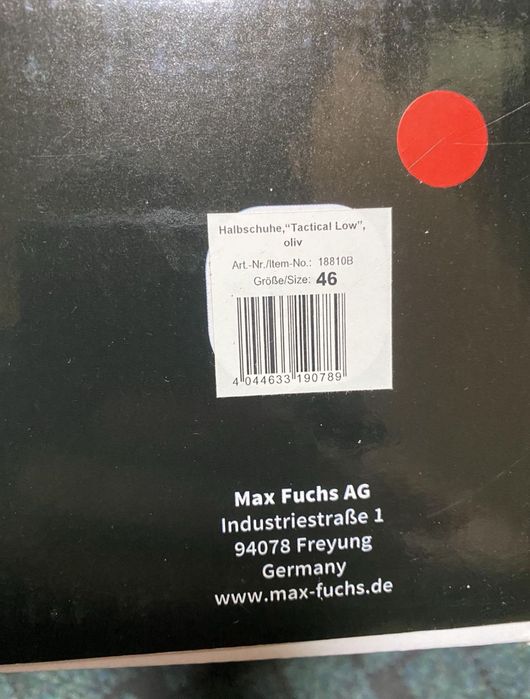 Halbschuhe,“Tactical Low”,
oliv
Art.-Nr./Item-No.: 18810B
Größe/Size: 46
4 044633 190789
Max Fuchs AG
Industriestraße 1
94078 Freyung
Germany
www.max-fuchs.de